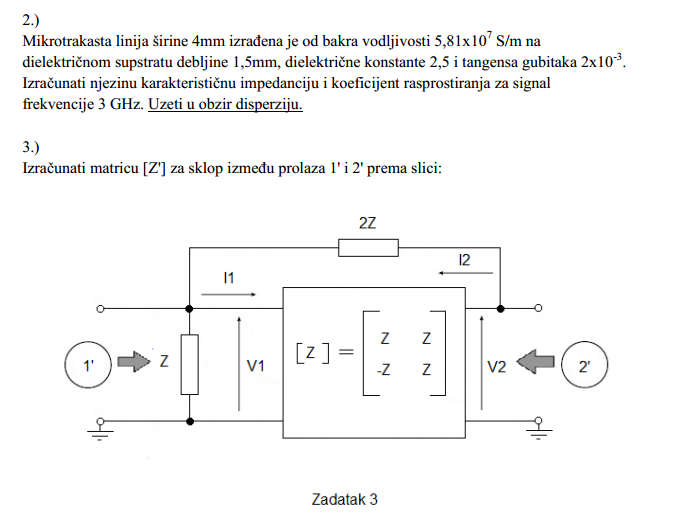 2.)
Mikrotrakasta linija širine 4mm izrađena je od bakra vodljivosti 5,81x10⁷ S/m na
dielektričnom supstratu debljine 1,5mm, dielektrične konstante 2,5 i tangensa gubitaka 2x10⁻³.
Izračunati njezinu karakterističnu impedanciju i koeficijent rasprostiranja za signal
frekvencije 3 GHz. Uzeti u obzir disperziju.
3.)
Izračunati matricu [Z'] za sklop između prolaza 1' i 2' prema slici:
2Z
I2
I1
[Z] =
Z Z
-Z Z
1'
Z
V1
V2
2'
Zadatak 3